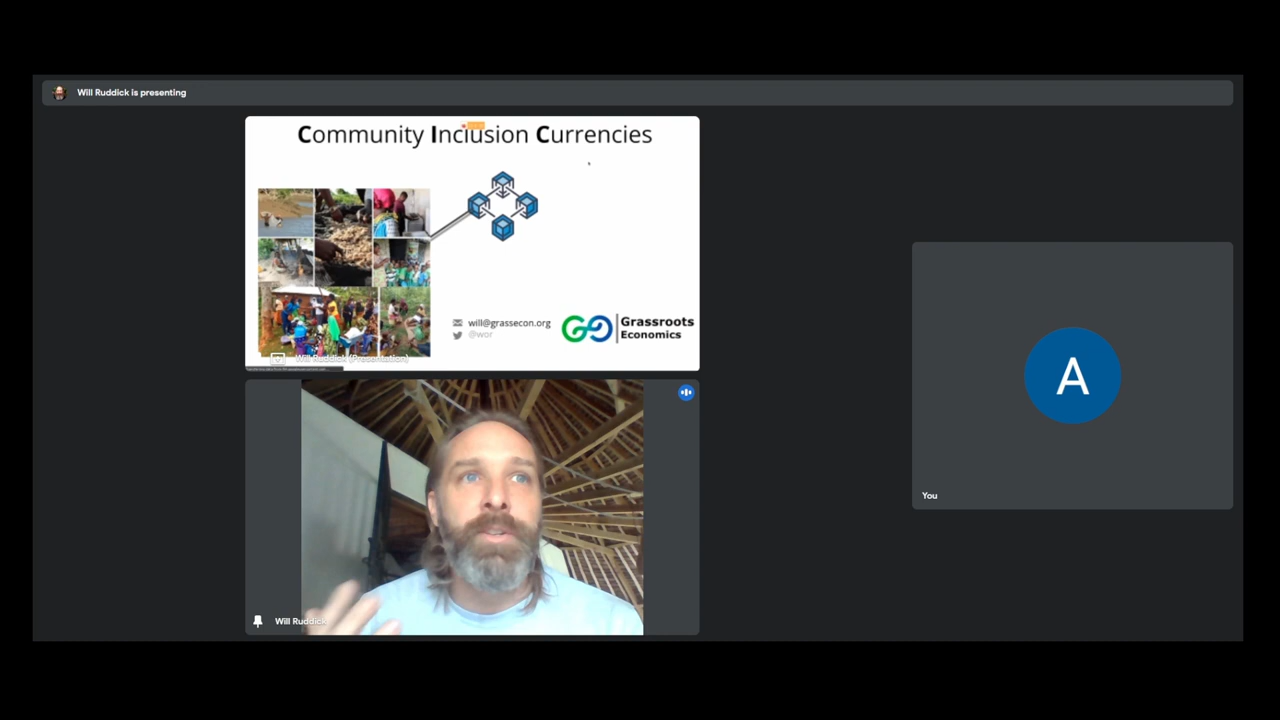 Will Ruddick is presenting
Community Inclusion Currencies
will@grassecon.org
@wor
Grassroots
Economics
Will Ruddick (Presentation)
A
You
Will Ruddick